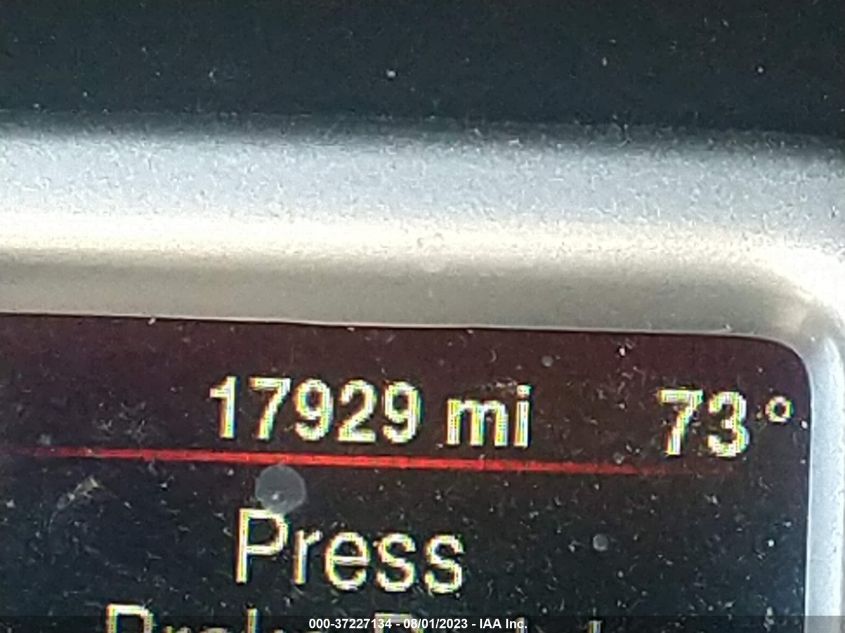 17929 mi 73°
Press
000-37227134 - 08/01/2023 - IAA Inc.